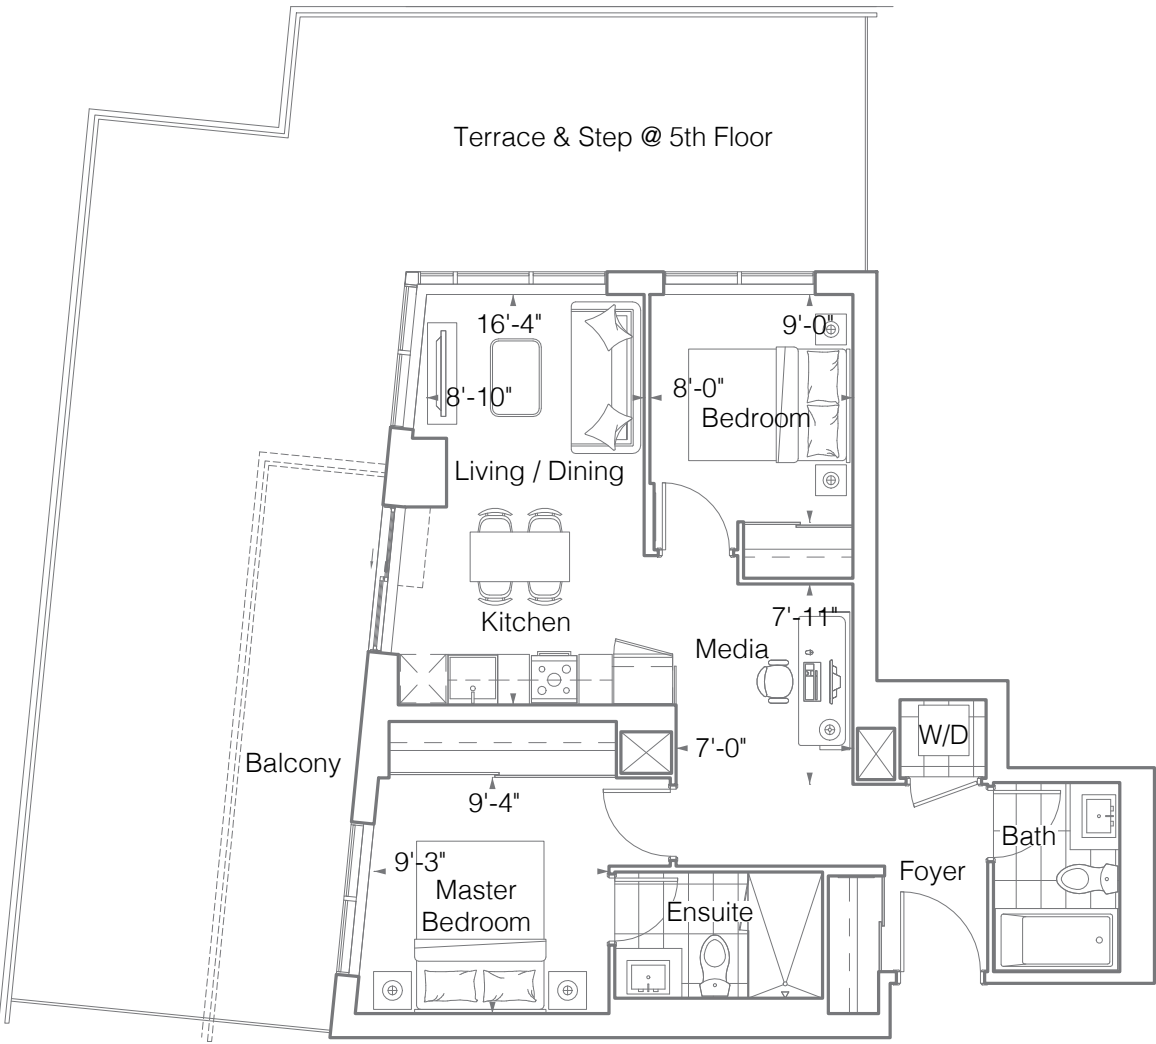 Terrace & Step @ 5th Floor
16'-4"
9'-0"
8'-10"
8'-0"
Bedroom
Living / Dining
Kitchen
7'-11"
Media
W/D
7'-0"
Balcony
9'-4"
Bath
9'-3"
Foyer
Master
Bedroom
Ensuite